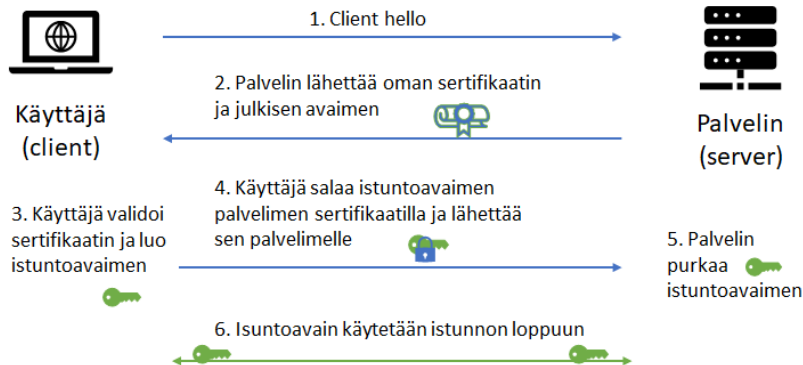 1. Client hello
2. Palvelin lähettää oman sertifikaatin
ja julkisen avaimen
Käyttäjä
(client)
Palvelin
(server)
3. Käyttäjä validoi
sertifikaatin ja luo
istuntoavaimen
4. Käyttäjä salaa istuntoavaimen
palvelimen sertifikaatilla ja lähettää
sen palvelimelle
5. Palvelin
purkaa
istuntoavaimen
6. Isuntoavain käytetään istunnon loppuun